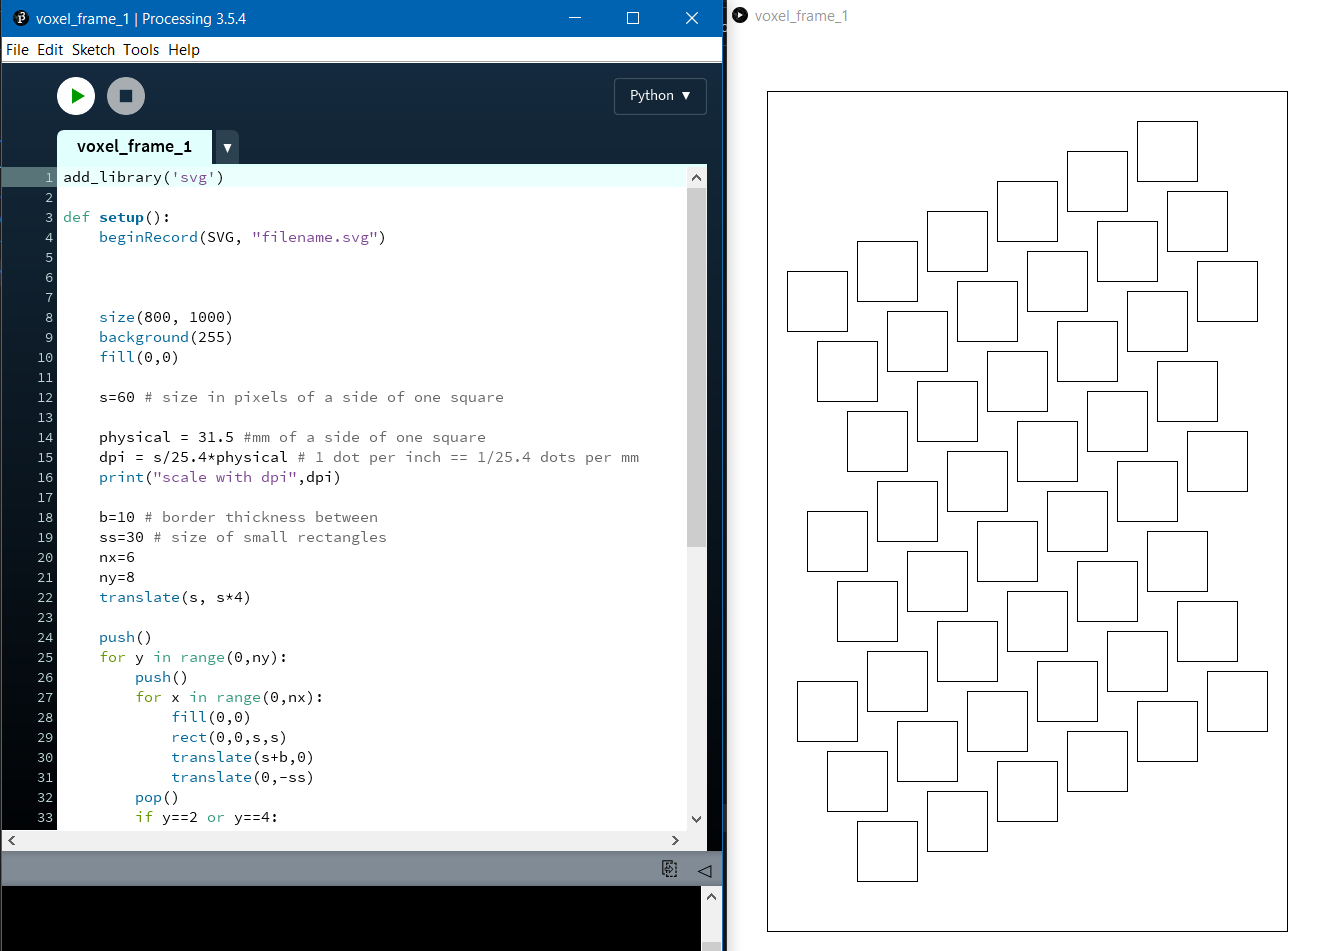 voxel_frame_1 | Processing 3.5.4
File Edit Sketch Tools Help
Python ▼
voxel_frame_1 ▼
1 add_library('svg')
2
3 def setup():
4     beginRecord(SVG, "filename.svg")
5
6
7
8     size(800, 1000)
9     background(255)
10     fill(0,0)
11
12     s=60 # size in pixels of a side of one square
13
14     physical = 31.5 #mm of a side of one square
15     dpi = s/25.4*physical # 1 dot per inch == 1/25.4 dots per mm
16     print("scale with dpi",dpi)
17
18     b=10 # border thickness between
19     ss=30 # size of small rectangles
20     nx=6
21     ny=8
22     translate(s, s*4)
23
24     push()
25     for y in range(0,ny):
26         push()
27         for x in range(0,nx):
28             fill(0,0)
29             rect(0,0,s,s)
30             translate(s+b,0)
31             translate(0,-ss)
32         pop()
33         if y==2 or y==4:
voxel_frame_1